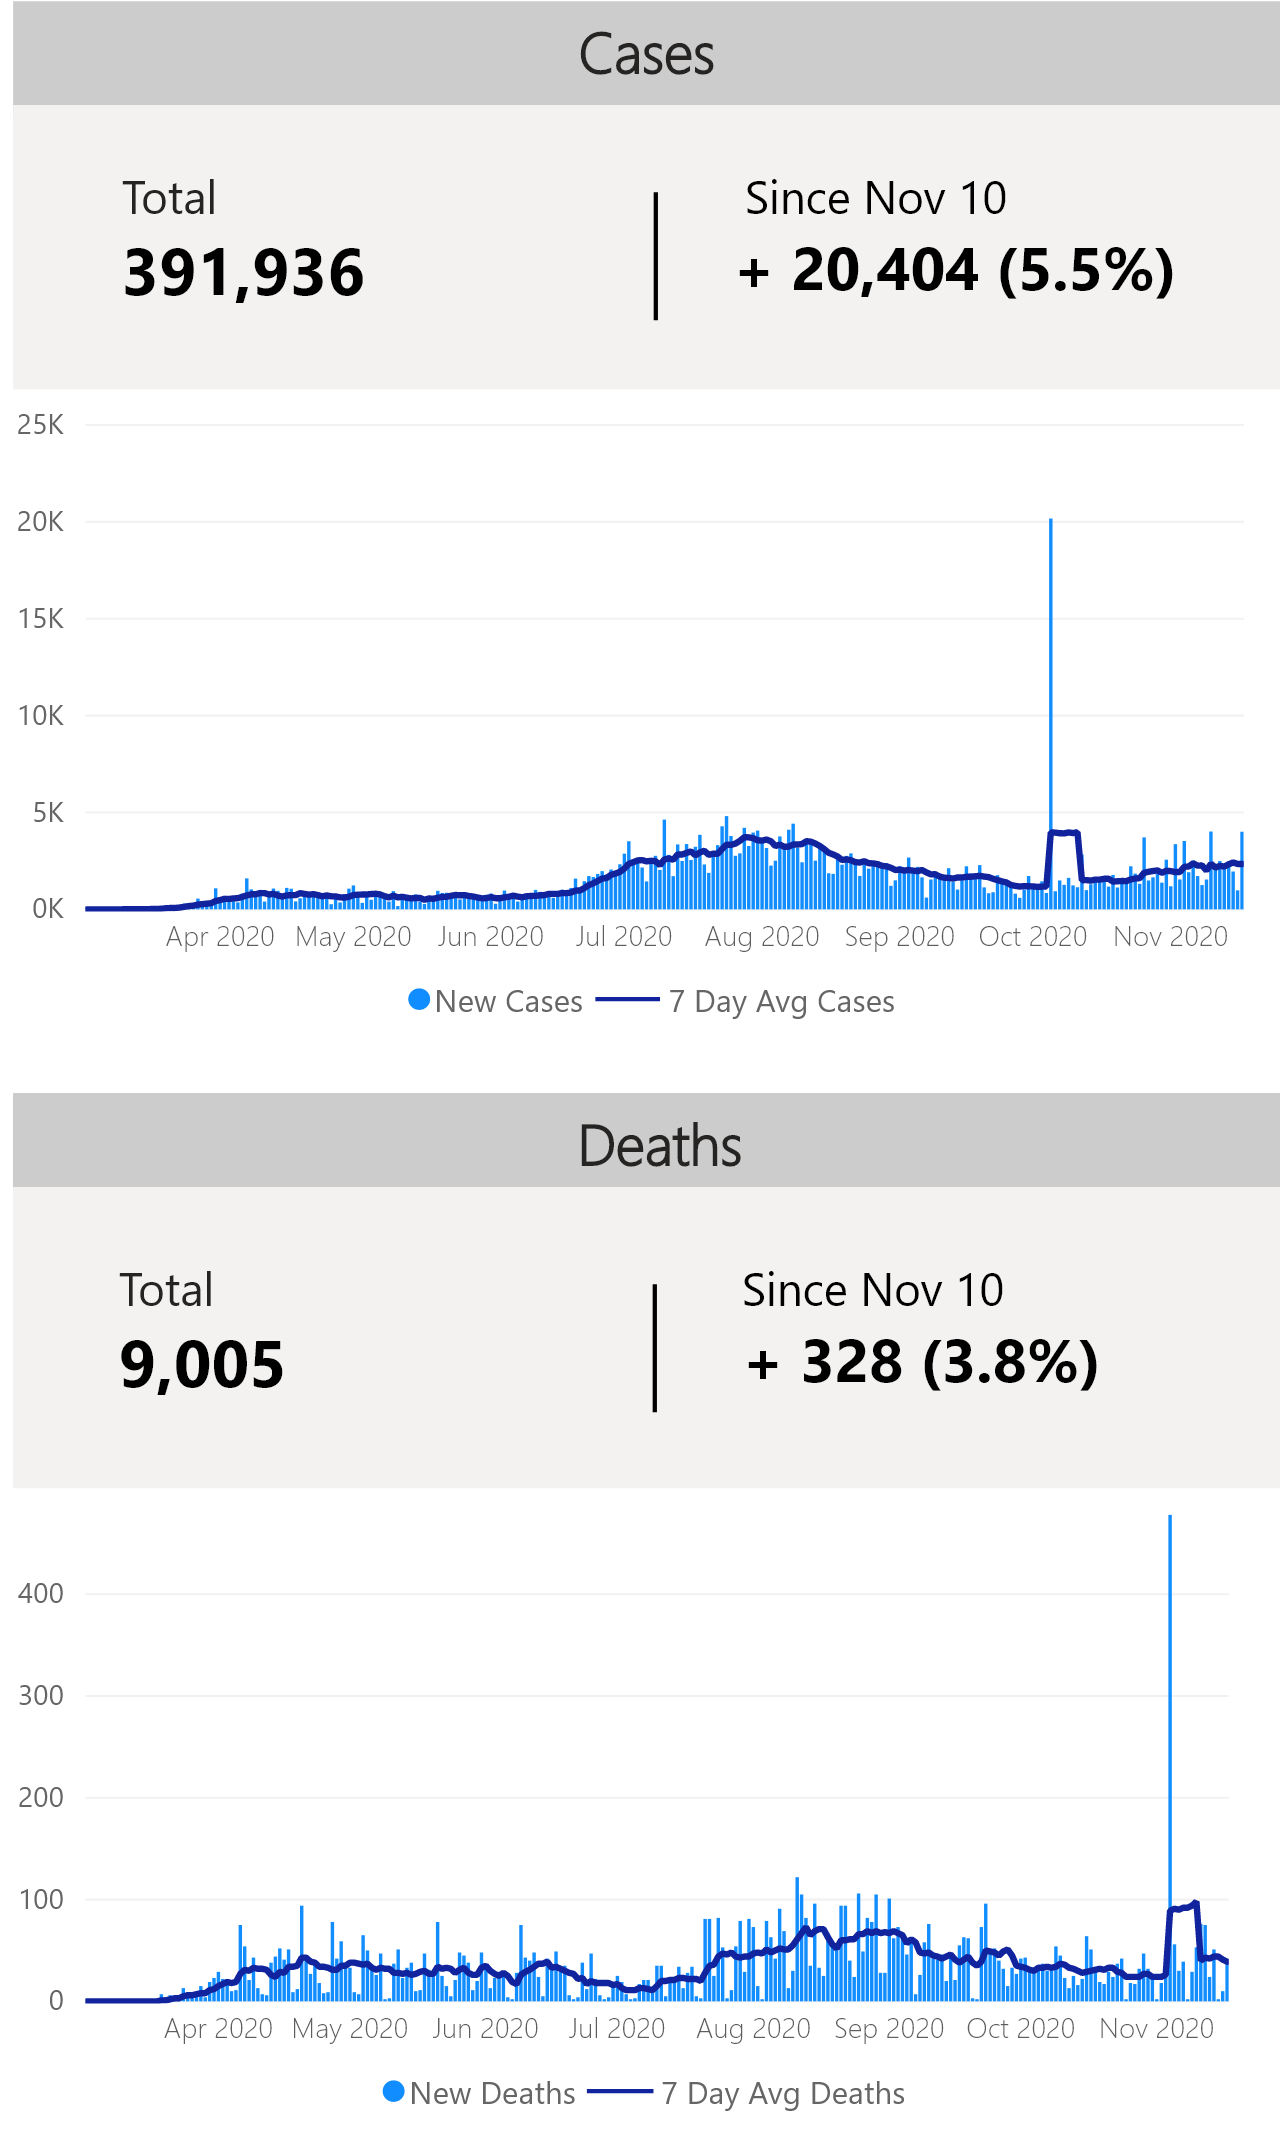 Cases
Total
Since Nov 10
391,936
+ 20,404 (5.5%)
25K
20K
15K
10K
5K
0K
Apr 2020 May 2020 Jun 2020 Jul 2020 Aug 2020 Sep 2020 Oct 2020 Nov 2020
New Cases 7 Day Avg Cases
Deaths
Total
Since Nov 10
9,005
+ 328 (3.8%)
400
300
200
100
0
Apr 2020 May 2020 Jun 2020 Jul 2020 Aug 2020 Sep 2020 Oct 2020 Nov 2020
New Deaths 7 Day Avg Deaths